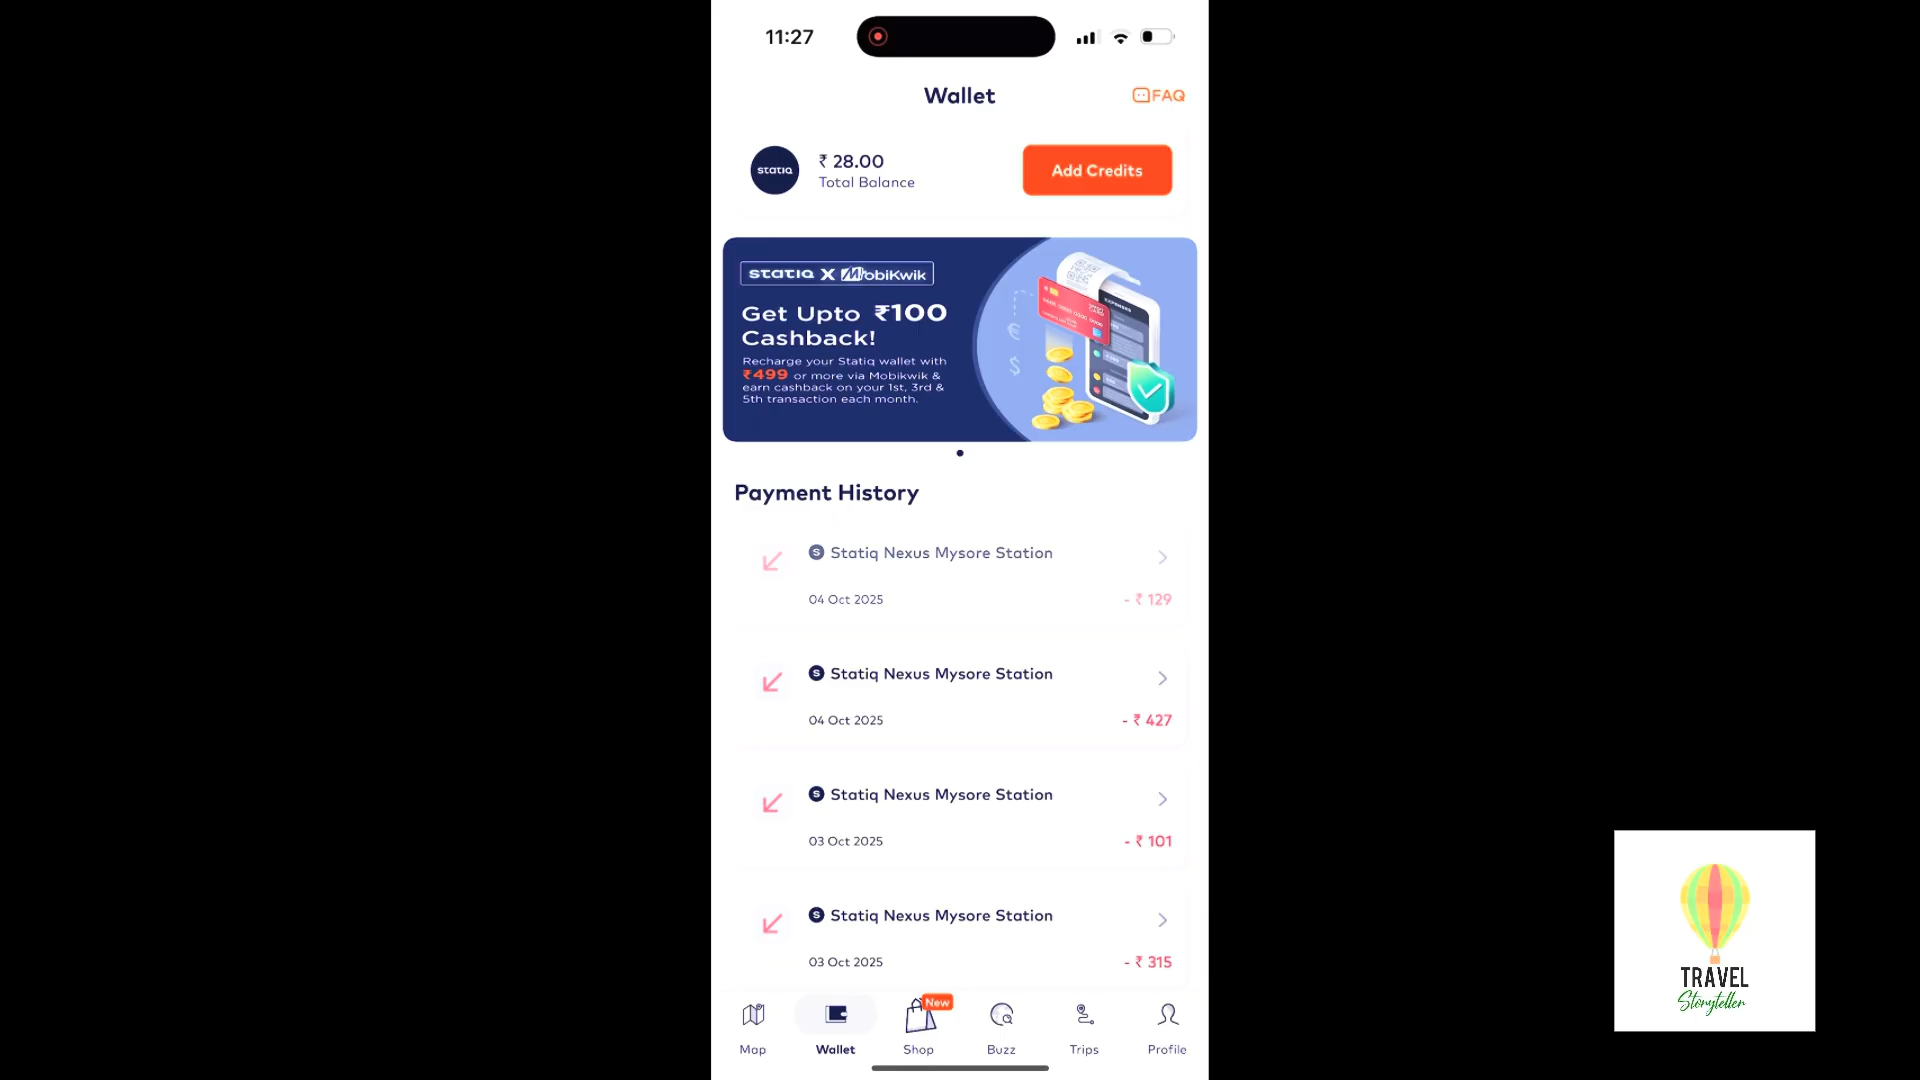 11:27
Wallet
FAQ
statiq
₹ 28.00
Total Balance
Add Credits
statiq X MobiKwik
Get Upto ₹100
Cashback!
Recharge your Statiq wallet with
₹499 or more via Mobikwik &
earn cashback on your 1st, 3rd &
5th transaction each month.
Payment History
S Statiq Nexus Mysore Station
04 Oct 2025
- ₹ 129
S Statiq Nexus Mysore Station
04 Oct 2025
- ₹ 427
S Statiq Nexus Mysore Station
03 Oct 2025
- ₹ 101
S Statiq Nexus Mysore Station
03 Oct 2025
- ₹ 315
New
Map
Wallet
Shop
Buzz
Trips
Profile
TRAVEL
Storyteller